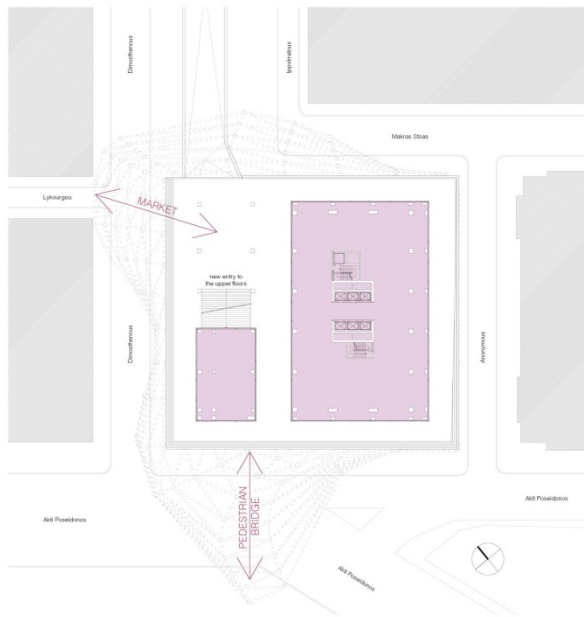 Dimosthenous
Ippokratous
Makras Stoas
Lykourgou
MARKET
new entry to
the upper floors
Dimosthenous
Anonymous
PEDESTRIAN
BRIDGE
Akti Poseidonos
Akti Poseidonos
Akti Poseidonos